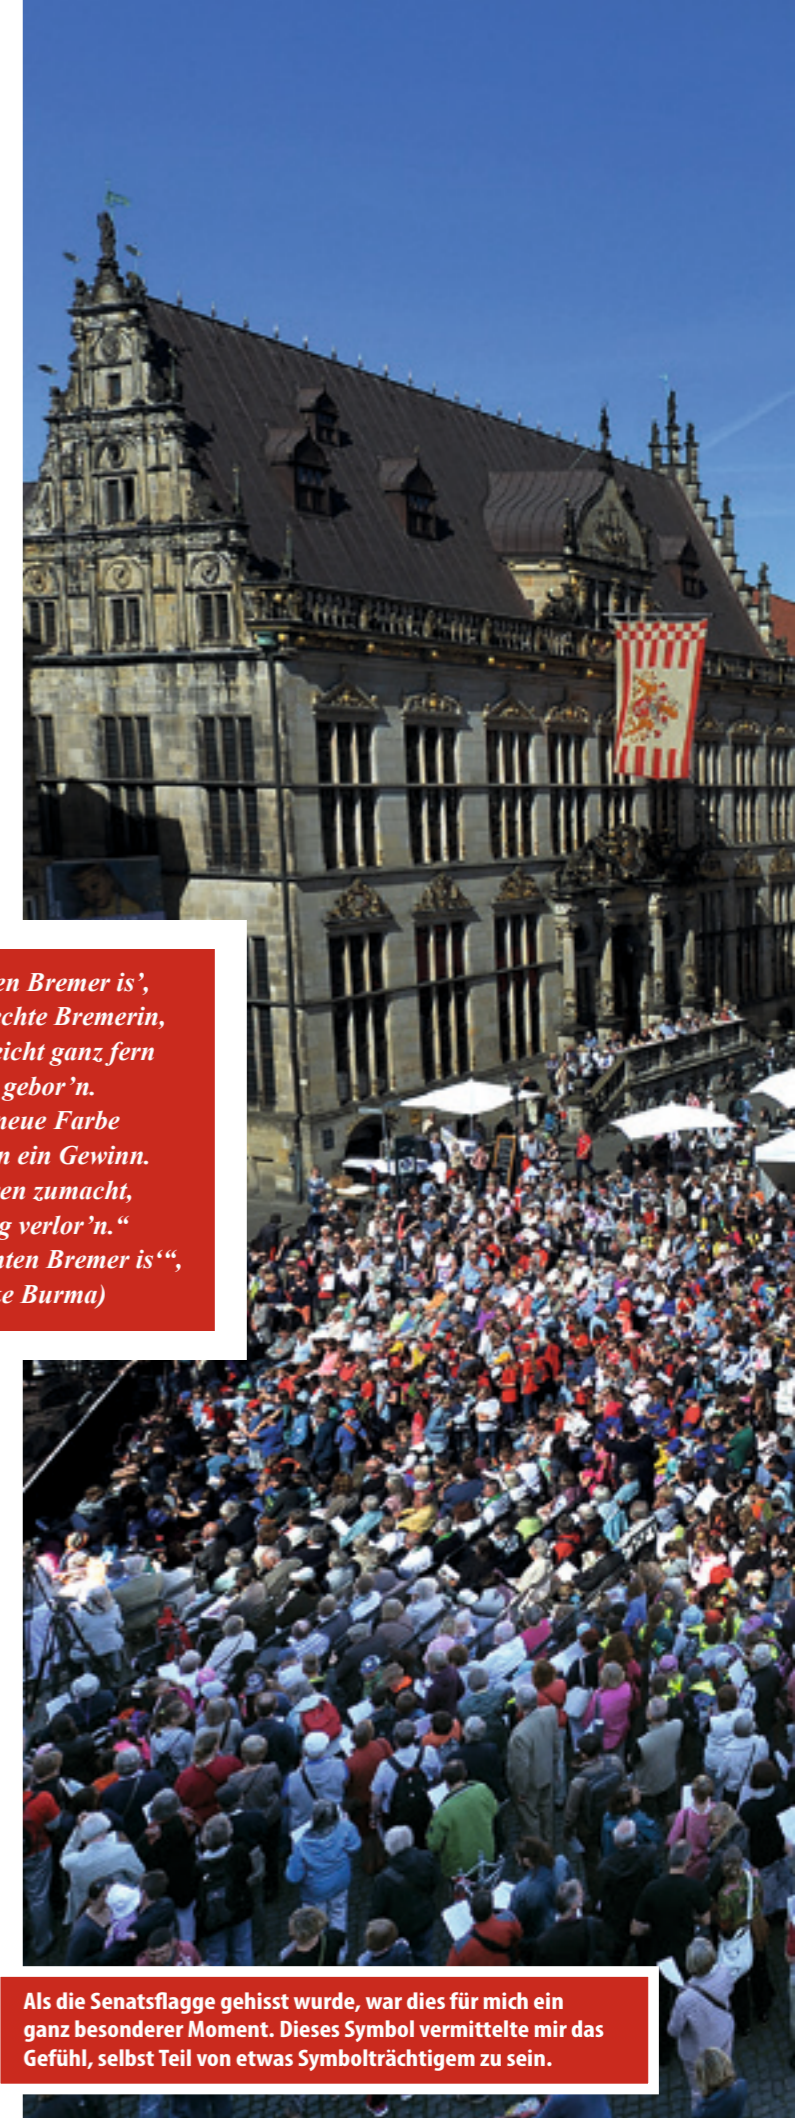 en Bremer is’,
chte Bremerin,
eicht ganz fern
gebor’n.
neue Farbe
n ein Gewinn.
en zumacht,
g verlor’n.“
ten Bremer is‘“,
e Burma)
Als die Senatsflagge gehisst wurde, war dies für mich ein
ganz besonderer Moment. Dieses Symbol vermittelte mir das
Gefühl, selbst Teil von etwas Symbolträchtigem zu sein.